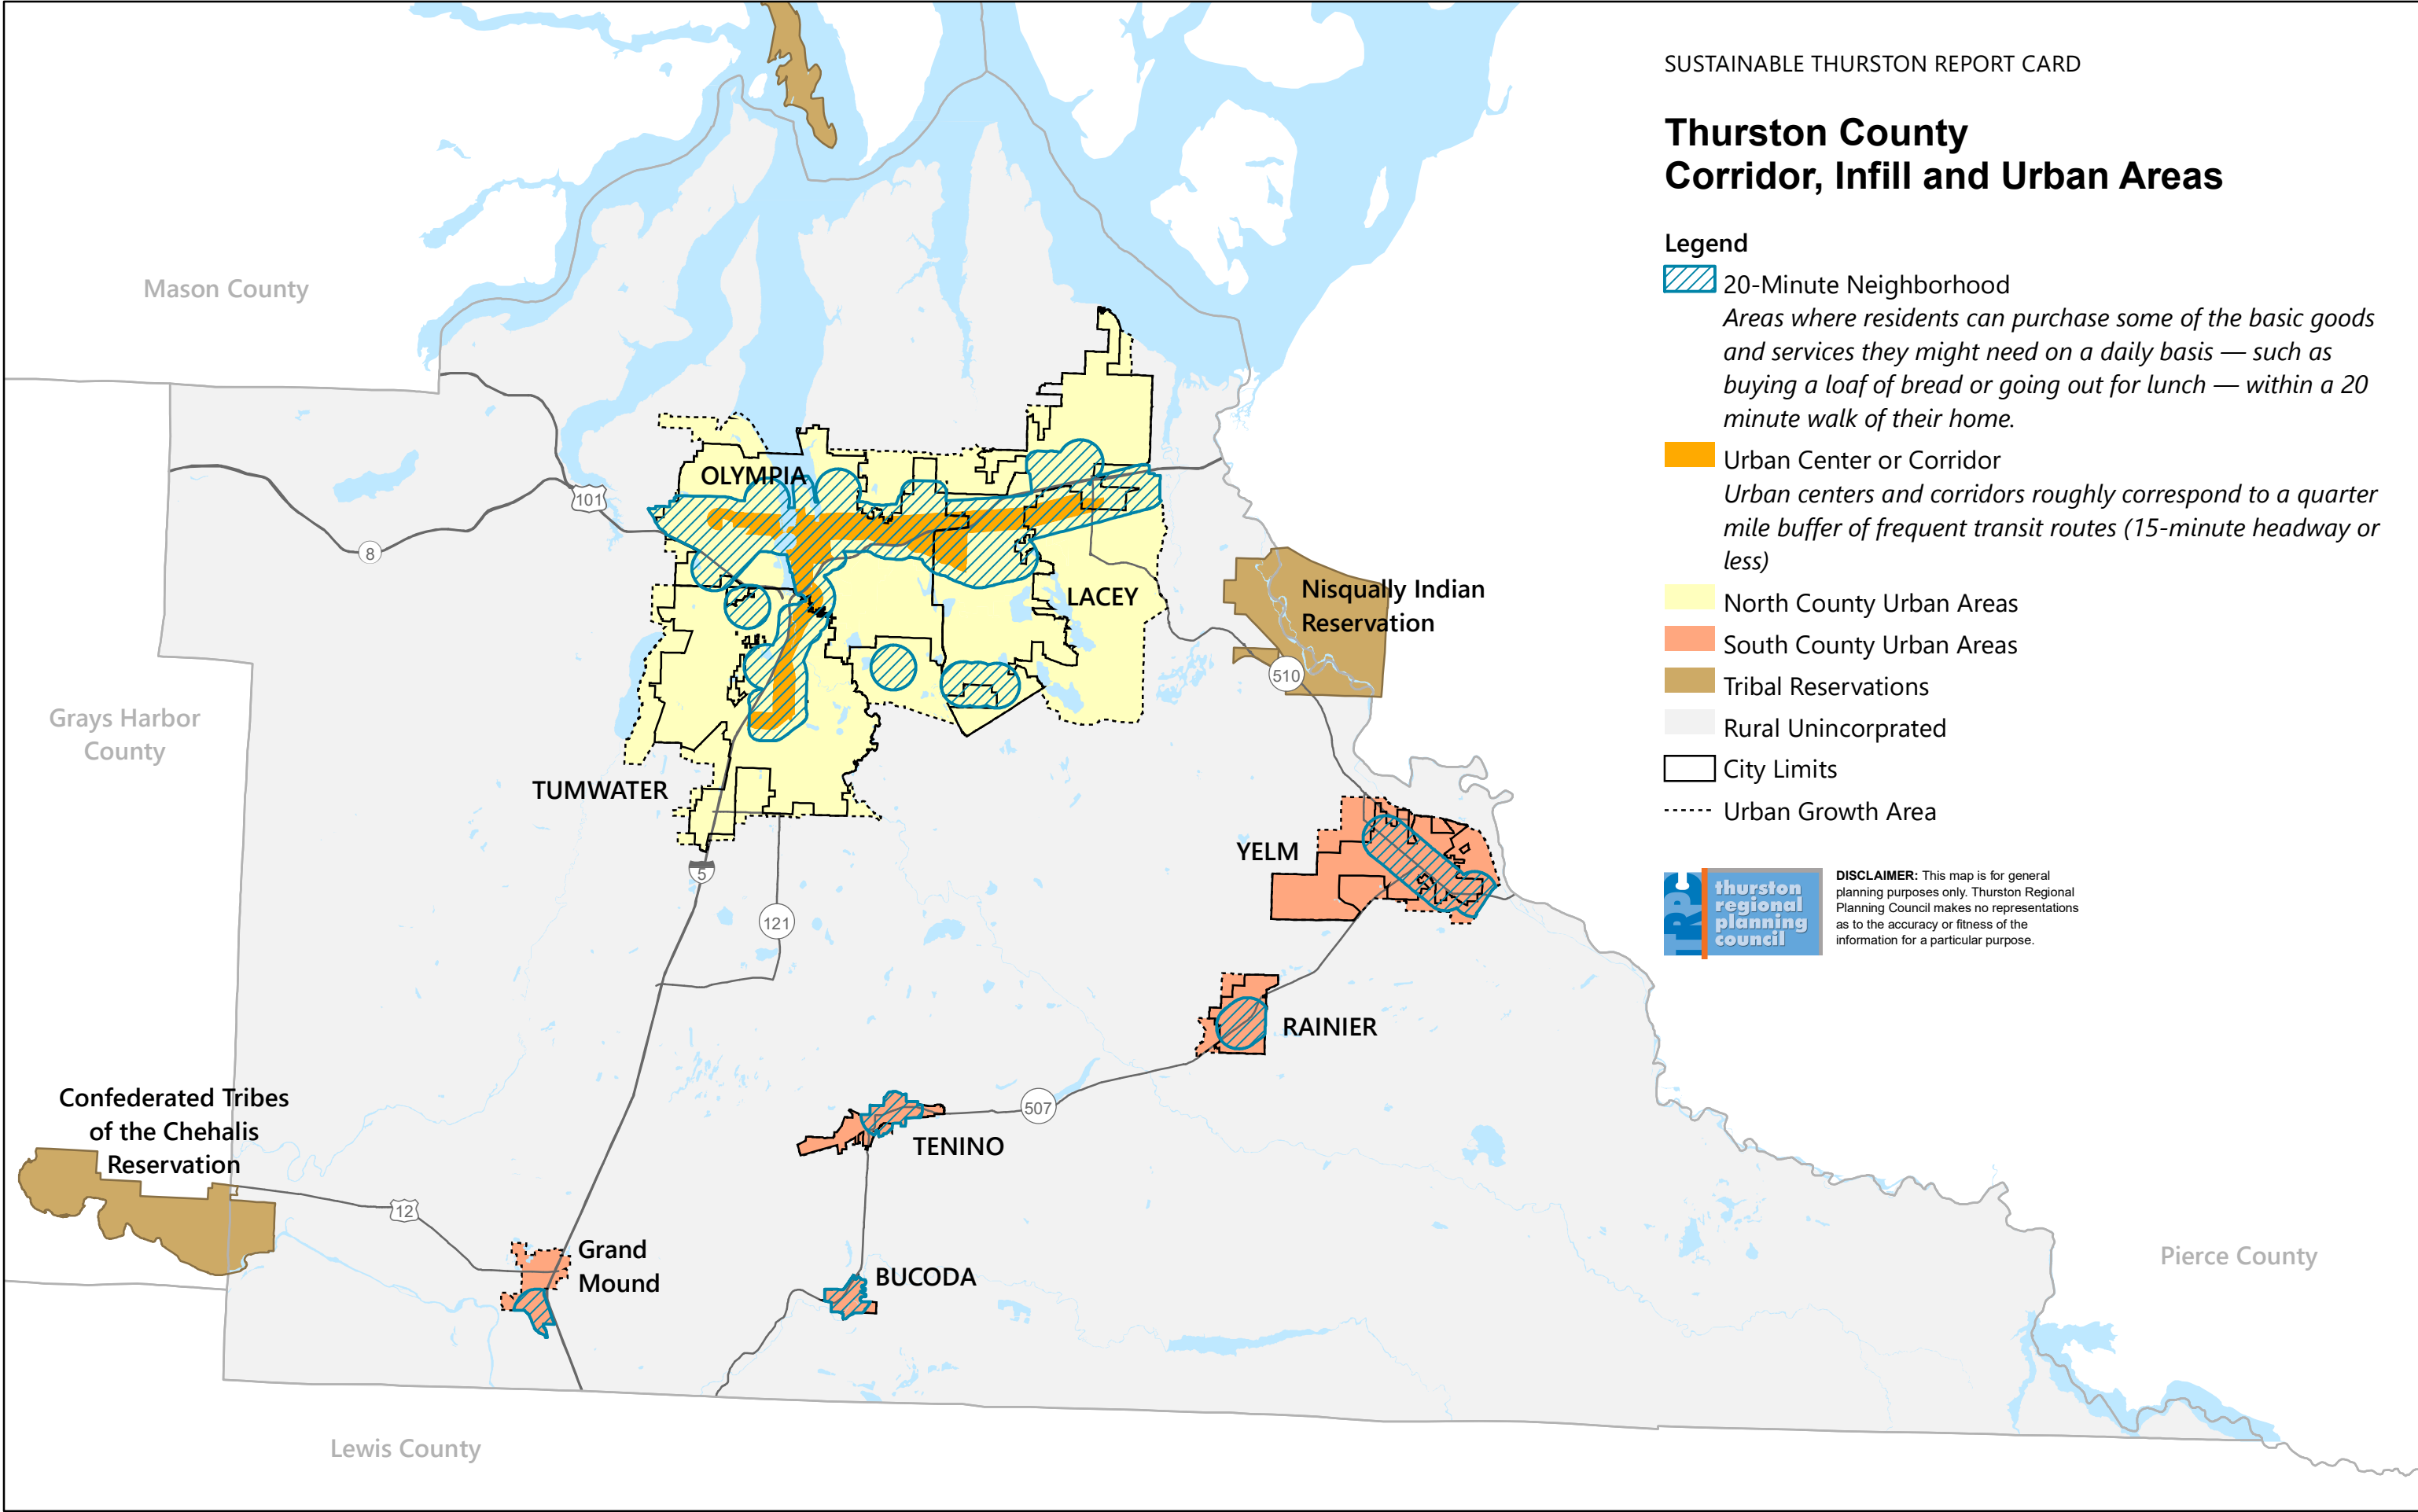 SUSTAINABLE THURSTON REPORT CARD
Thurston County
Corridor, Infill and Urban Areas
Legend
20-Minute Neighborhood
Areas where residents can purchase some of the basic goods
and services they might need on a daily basis — such as
buying a loaf of bread or going out for lunch — within a 20
minute walk of their home.
Urban Center or Corridor
Urban centers and corridors roughly correspond to a quarter
mile buffer of frequent transit routes (15-minute headway or
less)
North County Urban Areas
South County Urban Areas
Tribal Reservations
Rural Unincorprated
City Limits
Urban Growth Area
TRPC
thurston
regional
planning
council
DISCLAIMER: This map is for general
planning purposes only. Thurston Regional
Planning Council makes no representations
as to the accuracy or fitness of the
information for a particular purpose.
Mason County
OLYMPIA
101
8
LACEY
Nisqually Indian
Reservation
510
Grays Harbor
County
TUMWATER
5
121
YELM
RAINIER
507
TENINO
Confederated Tribes
of the Chehalis
Reservation
12
Grand
Mound
BUCODA
Pierce County
Lewis County